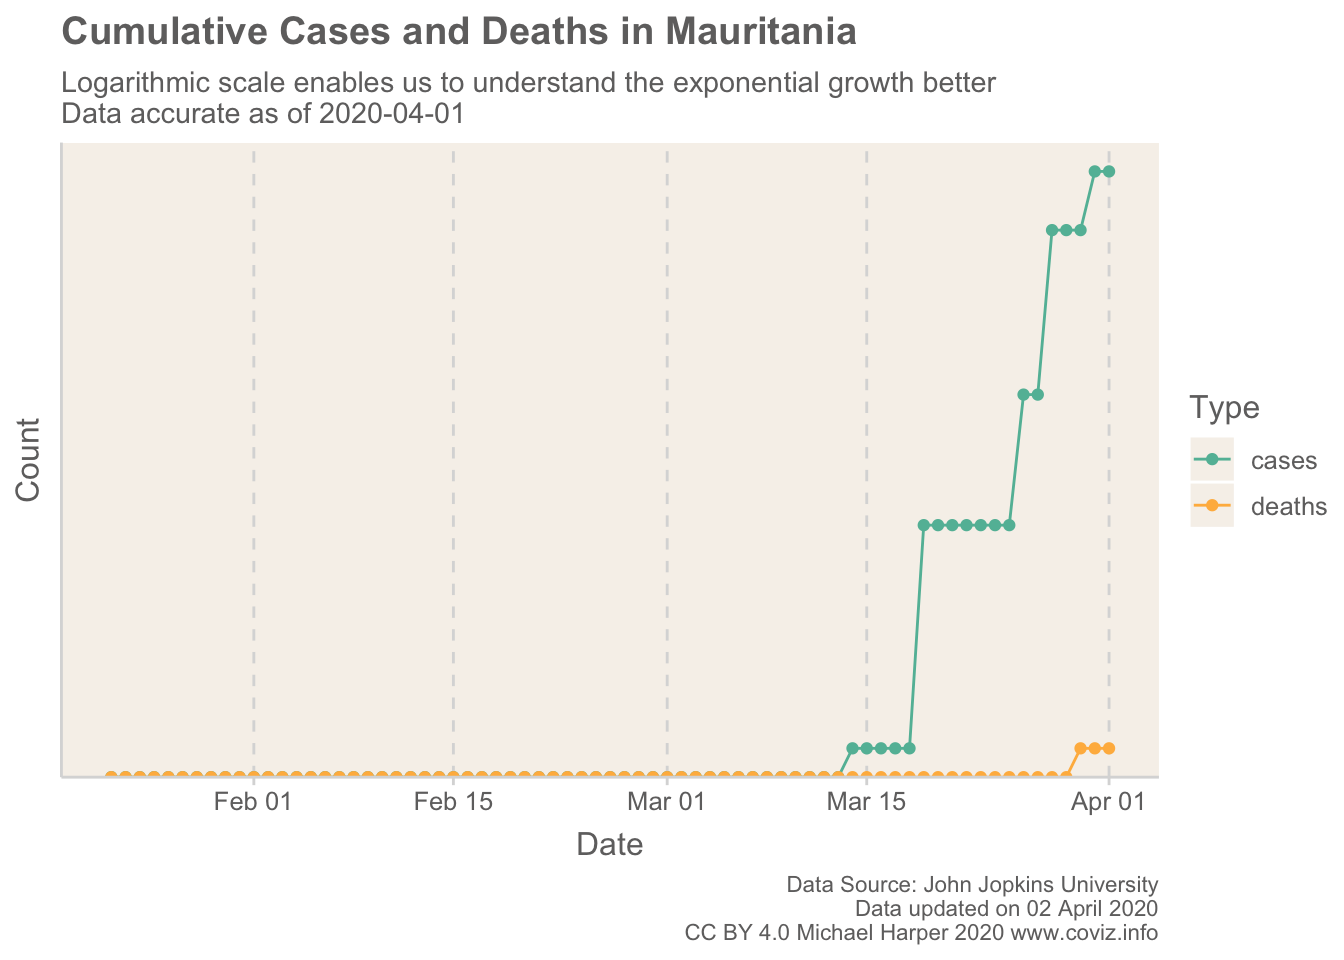 Cumulative Cases and Deaths in Mauritania
Logarithmic scale enables us to understand the exponential growth better
Data accurate as of 2020-04-01
Count
Type
cases
deaths
Feb 01 Feb 15 Mar 01 Mar 15 Apr 01
Date
Data Source: John Jopkins University
Data updated on 02 April 2020
CC BY 4.0 Michael Harper 2020 www.coviz.info